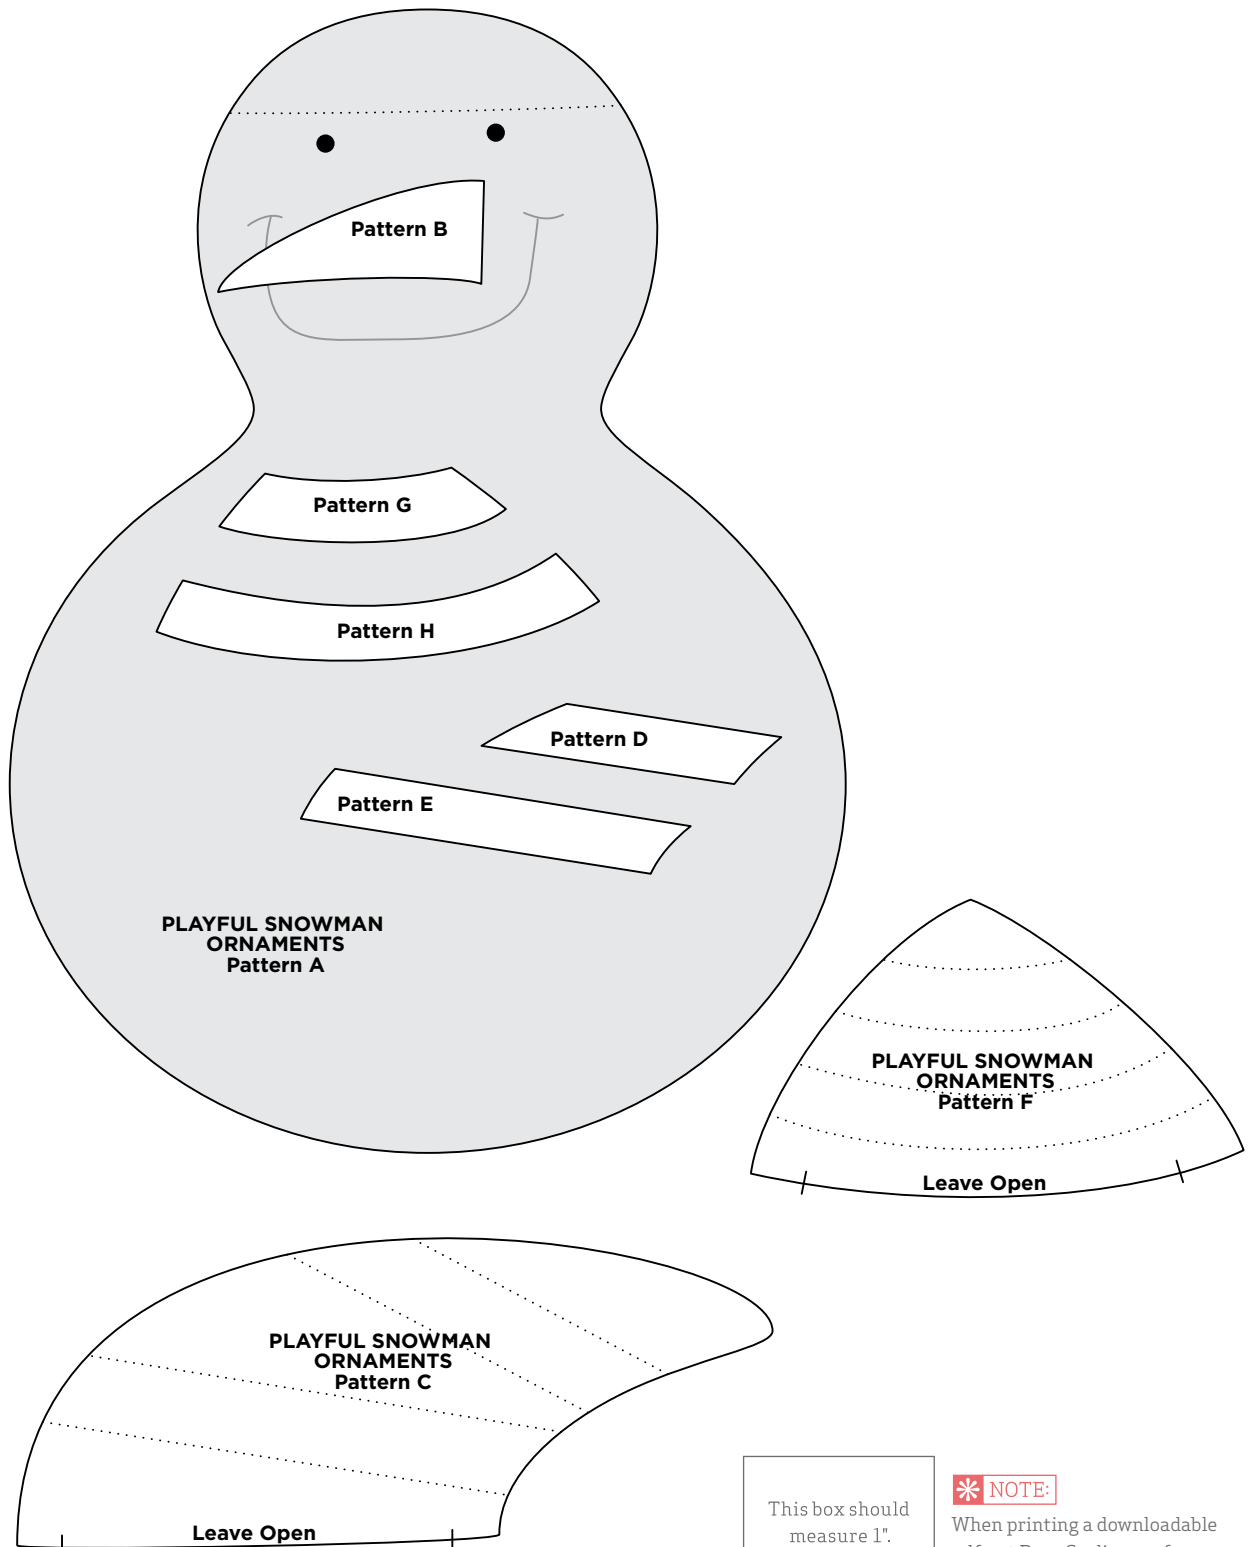 Pattern B
Pattern G
Pattern H
Pattern D
Pattern E
PLAYFUL SNOWMAN
ORNAMENTS
Pattern A
PLAYFUL SNOWMAN
ORNAMENTS
Pattern F
Leave Open
PLAYFUL SNOWMAN
ORNAMENTS
Pattern C
Leave Open
This box should
measure 1".
NOTE:
When printing a downloadable